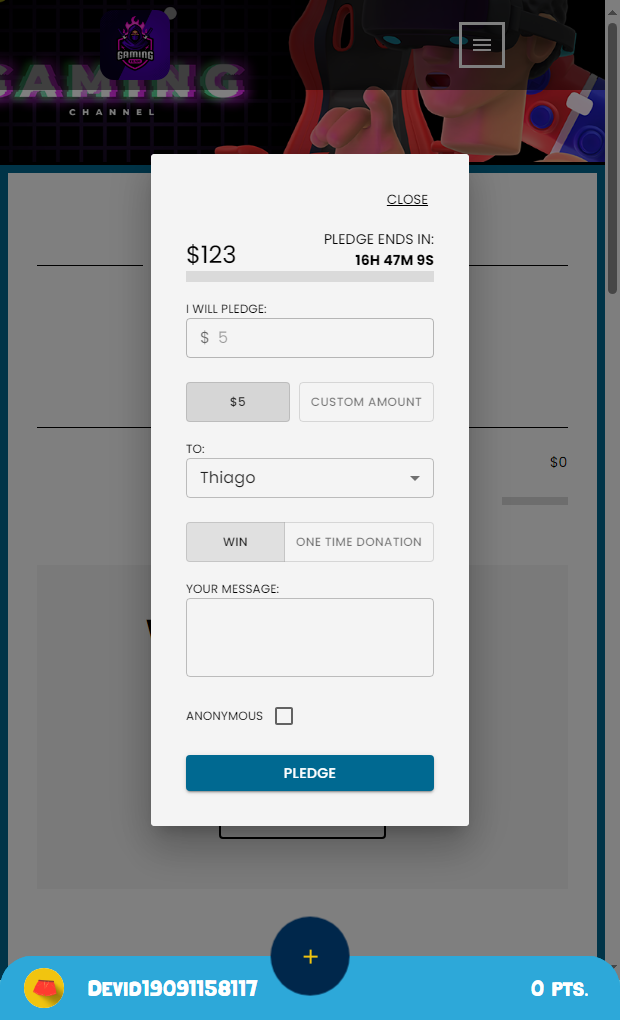 GAMING
GAMING
CHANNEL
CLOSE
PLEDGE ENDS IN:
$123
16H 47M 9S
I WILL PLEDGE:
$ 5
$5 CUSTOM AMOUNT
TO:
Thiago
$0
WIN ONE TIME DONATION
YOUR MESSAGE:
ANONYMOUS
PLEDGE
+
Devid19091158117 0 pts.